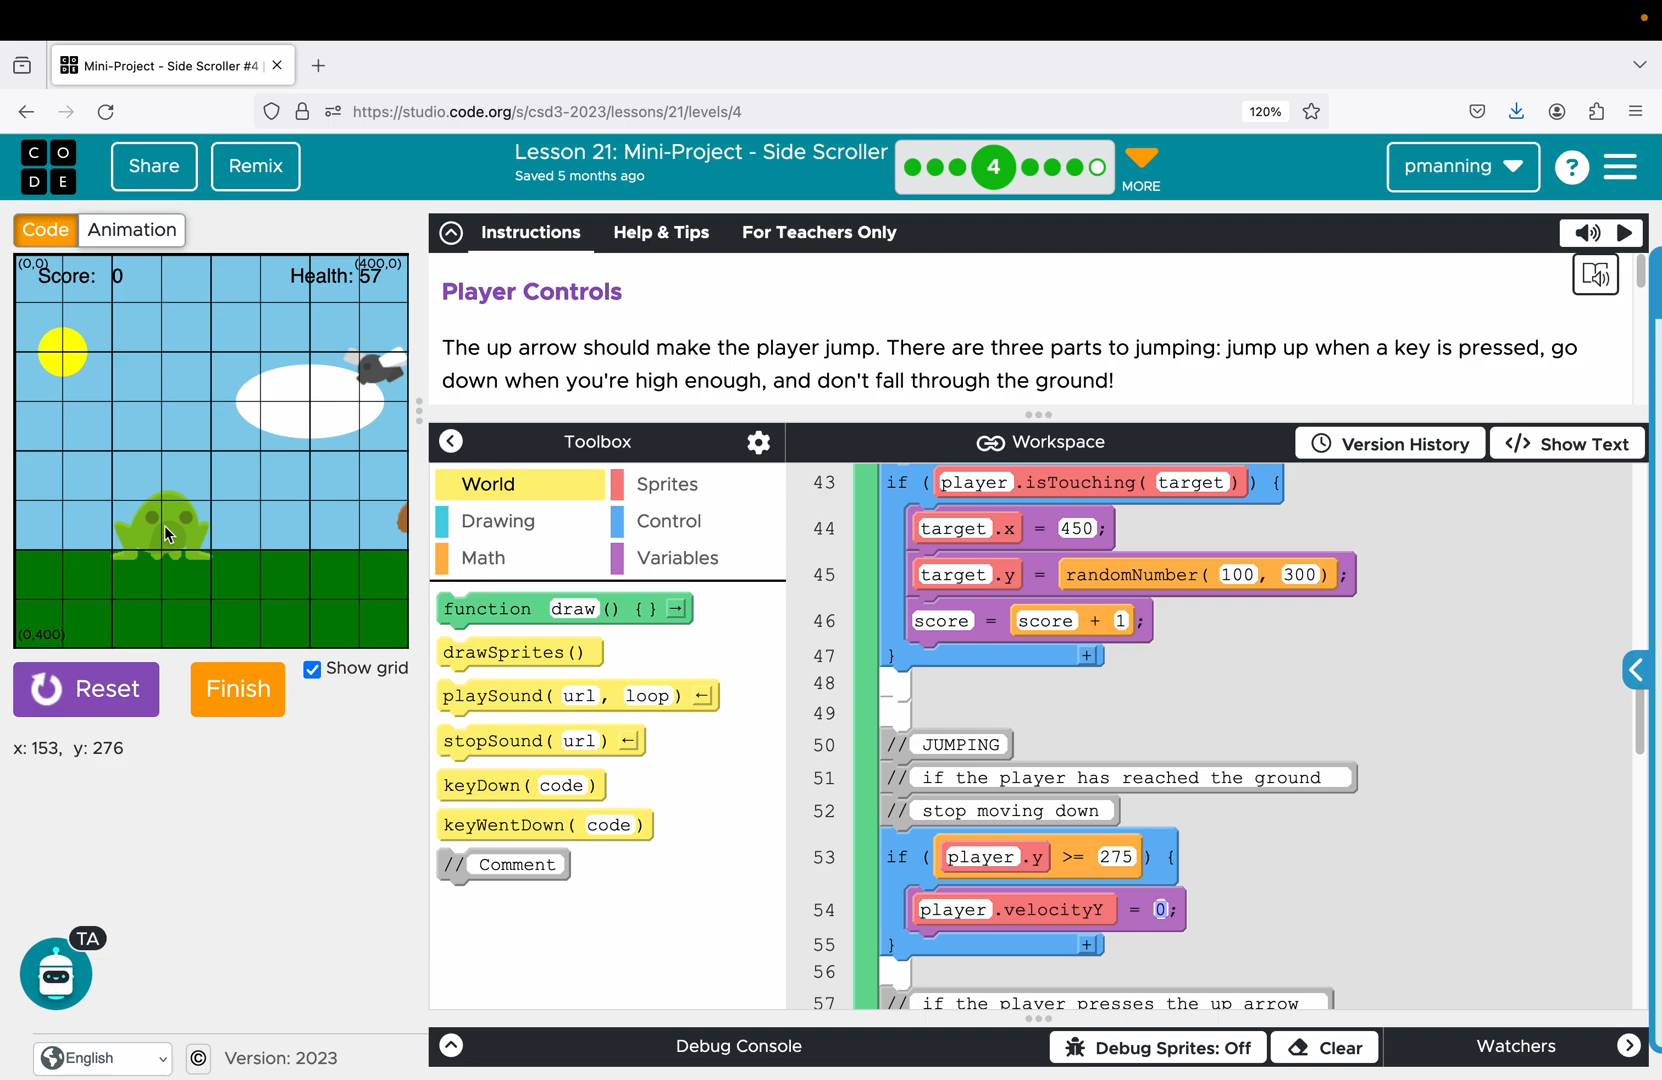 Mini-Project - Side Scroller #4
https://studio.code.org/s/csd3-2023/lessons/21/levels/4
120%
C O
D E
Share
Remix
Lesson 21: Mini-Project - Side Scroller
Saved 5 months ago
4
MORE
pmanning
?
Code
Animation
Instructions
Help & Tips
For Teachers Only
(0,0)
Score: 0
(400,0)
Health: 57
(0,400)
Player Controls
The up arrow should make the player jump. There are three parts to jumping: jump up when a key is pressed, go
down when you're high enough, and don't fall through the ground!
Toolbox
Workspace
Version History
</> Show Text
World
Sprites
Drawing
Control
Math
Variables
function draw() { }
drawSprites()
playSound( url, loop)
stopSound( url)
keyDown( code)
keyWentDown( code)
// Comment
43 if ( player.isTouching( target) ) {
44 target.x = 450;
45 target.y = randomNumber( 100, 300) ;
46 score = score + 1 ;
47 } +
48
49
50 // JUMPING
51 // if the player has reached the ground
52 // stop moving down
53 if ( player.y >= 275 ) {
54 player.velocityY = 0;
55 } +
56
57 // if the player presses the up arrow
Reset
Finish
Show grid
x: 153, y: 276
TA
English
©
Version: 2023
Debug Console
Debug Sprites: Off
Clear
Watchers